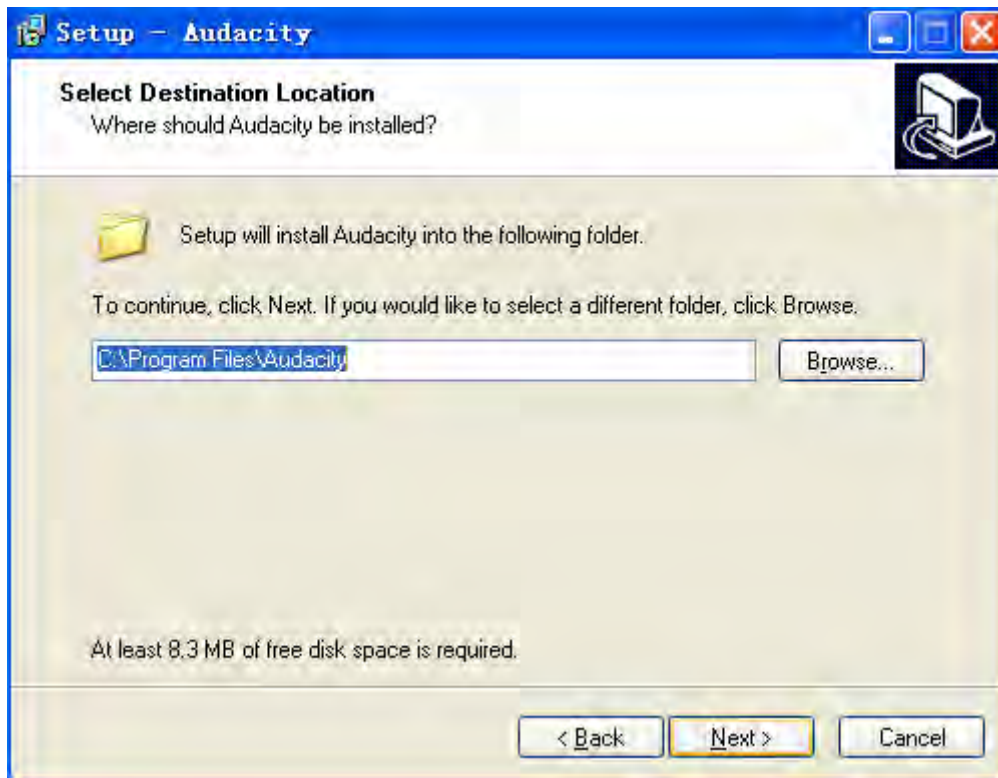 Setup - Audacity
Select Destination Location
Where should Audacity be installed?
Setup will install Audacity into the following folder.
To continue, click Next. If you would like to select a different folder, click Browse.
C:\Program Files\Audacity
Browse...
At least 8.3 MB of free disk space is required.
< Back Next > Cancel